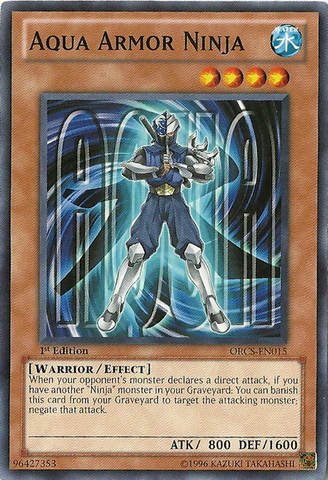 AQUA ARMOR NINJA
WATER
水
AQUA
1st Edition
ORCS-EN015
[WARRIOR/EFFECT]
When your opponent's monster declares a direct attack, if you
have another "Ninja" monster in your Graveyard: You can banish
this card from your Graveyard to target the attacking monster;
negate that attack.
ATK/ 800 DEF/1600
96427353
©1996 KAZUKI TAKAHASHI